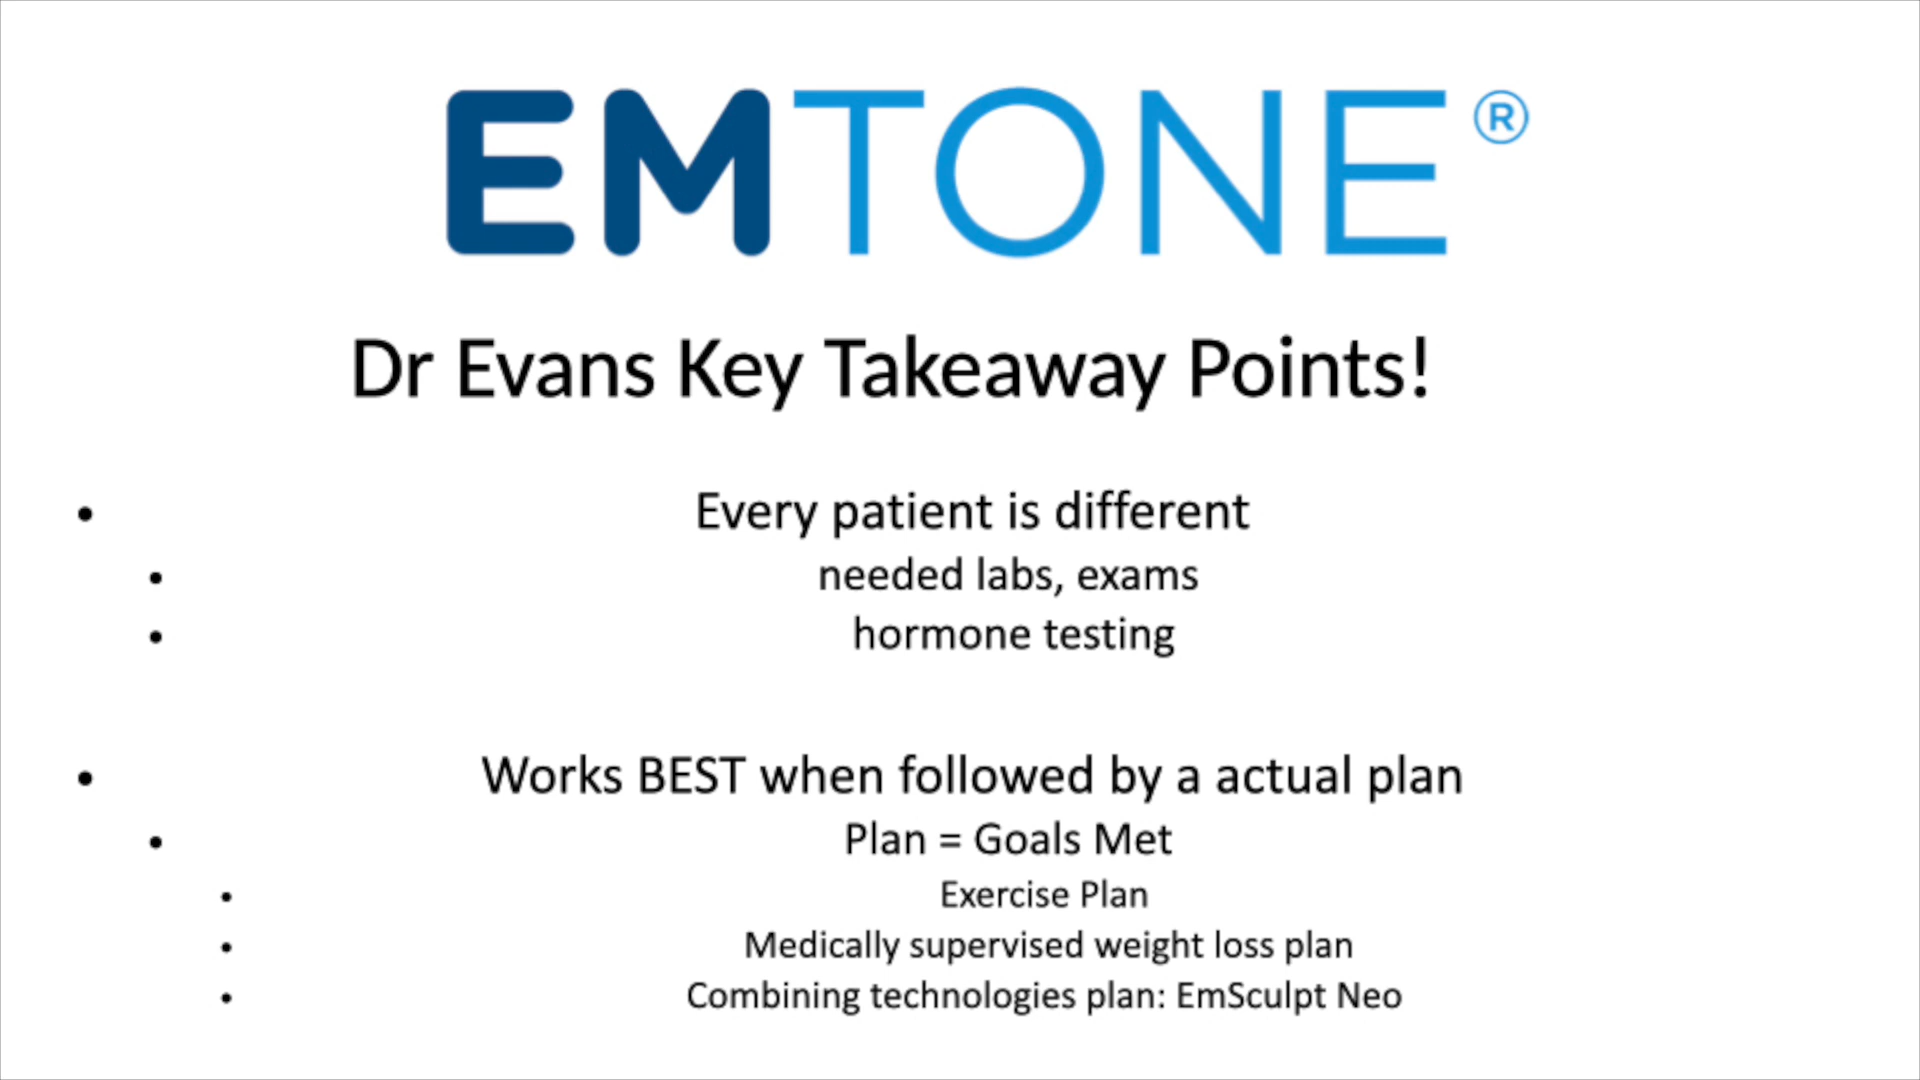 EMTONE®
Dr Evans Key Takeaway Points!
• Every patient is different
• needed labs, exams
• hormone testing
• Works BEST when followed by a actual plan
• Plan = Goals Met
• Exercise Plan
• Medically supervised weight loss plan
• Combining technologies plan: EmSculpt Neo